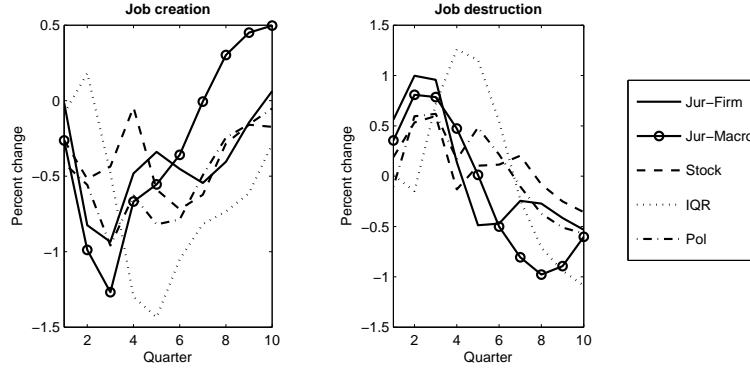 Job creation
0.5
0
−0.5
−1
−1.5
Percent change
2 4 6 8 10
Quarter
Job destruction
1.5
1
0.5
0
−0.5
−1
−1.5
Percent change
2 4 6 8 10
Quarter
Jur−Firm
Jur−Macro
Stock
IQR
Pol